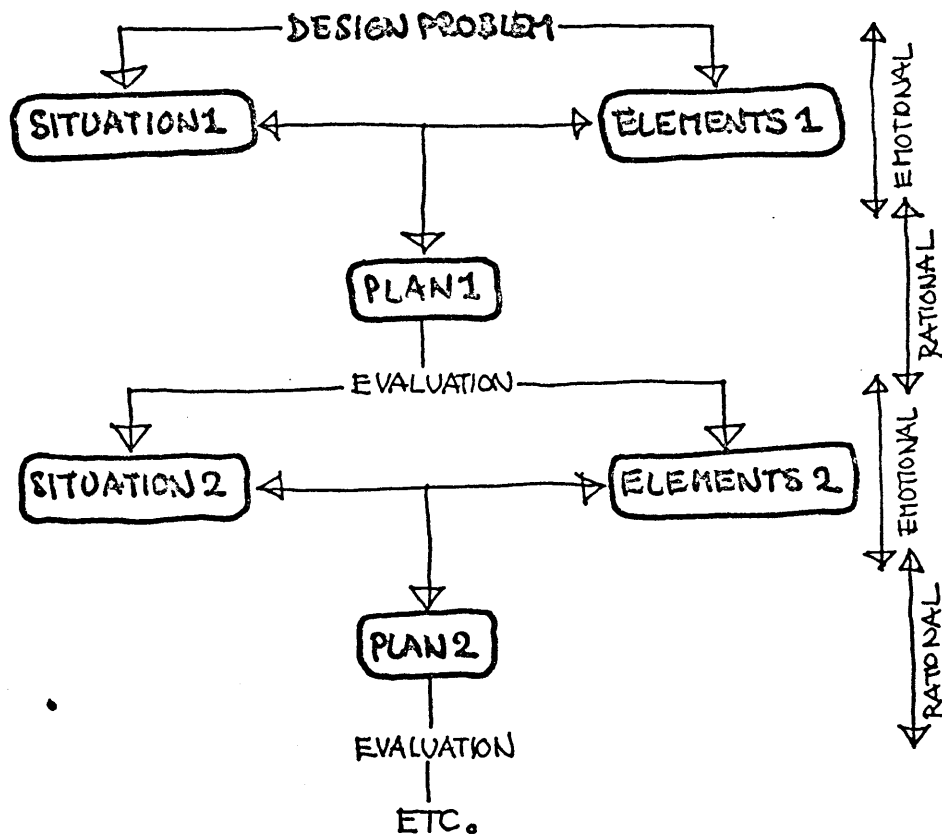 DESIGN PROBLEM
SITUATION 1
ELEMENTS 1
EMOTIONAL
PLAN 1
RATIONAL
EVALUATION
SITUATION 2
ELEMENTS 2
EMOTIONAL
PLAN 2
RATIONAL
EVALUATION
ETC.